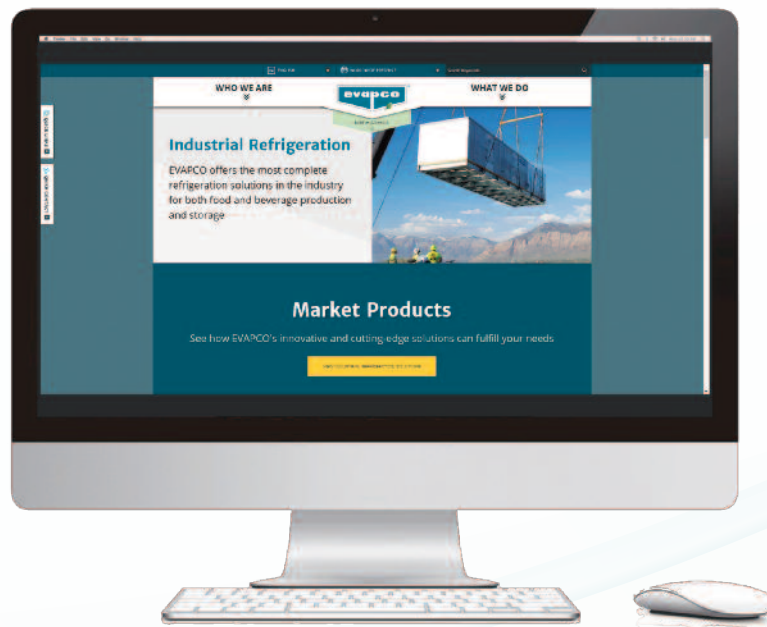 WHO WE ARE
evapco
WHAT WE DO
Industrial Refrigeration
EVAPCO offers the most complete
refrigeration solutions in the industry
for both food and beverage production
and storage
Market Products
See how EVAPCO's innovative and cutting-edge solutions can fulfill your needs